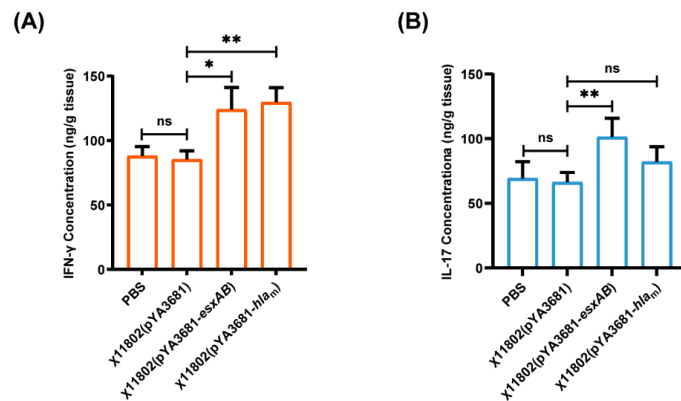 (A)
**
*
ns
IFN-γ Concentration (ng/g tissue)
150
100
50
0
PBS
χ11802(pYA3681)
χ11802(pYA3681-esxAB)
χ11802(pYA3681-hlam)
(B)
ns
**
ns
IL-17 Concentrationa (ng/g tissue)
150
100
50
0
PBS
χ11802(pYA3681)
χ11802(pYA3681-esxAB)
χ11802(pYA3681-hlam)